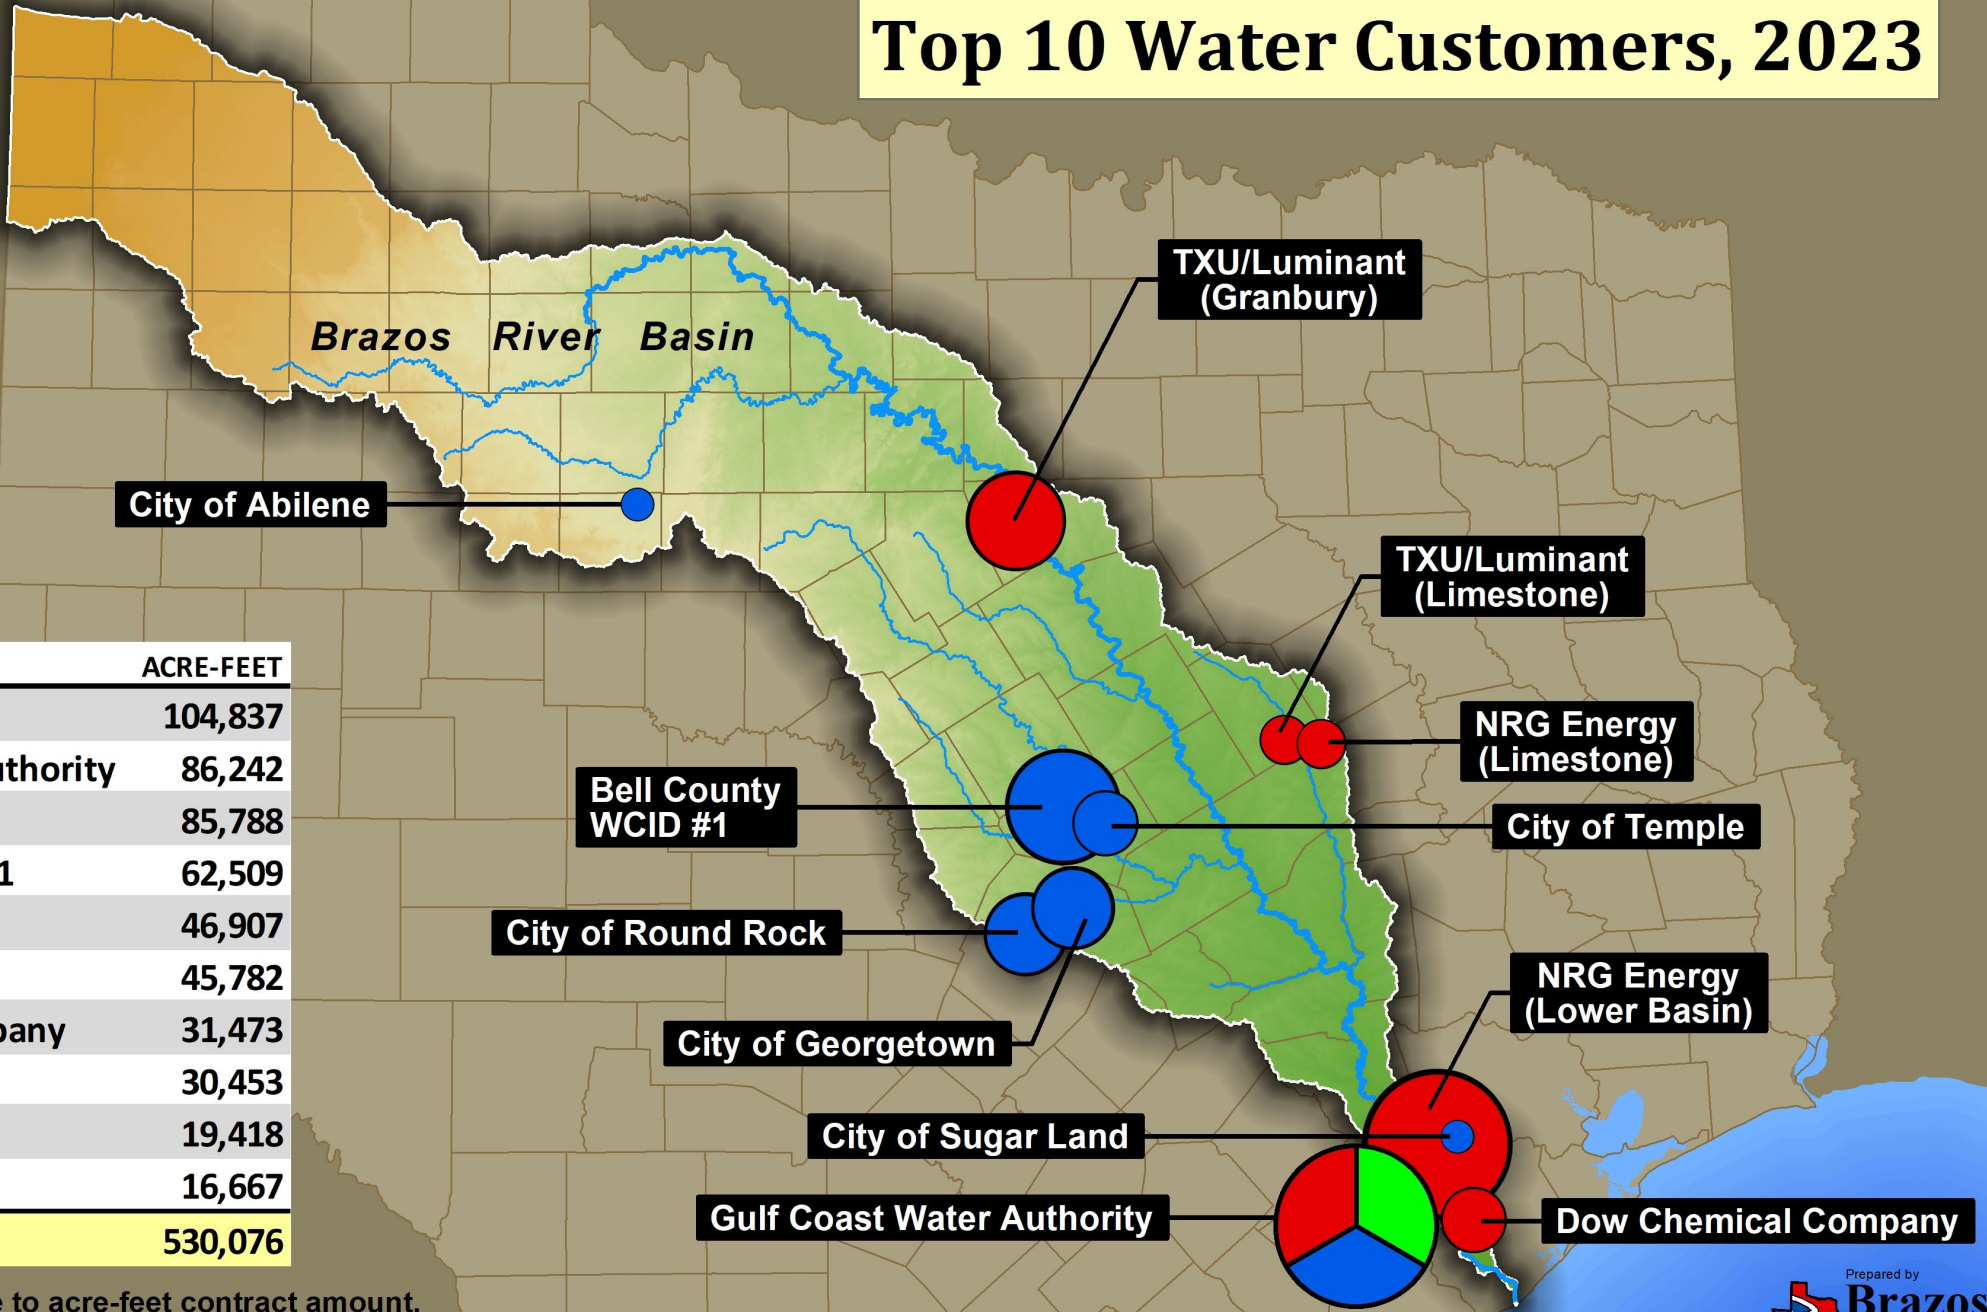 Top 10 Water Customers, 2023
TXU/Luminant
(Granbury)
Brazos River Basin
City of Abilene
TXU/Luminant
(Limestone)
NRG Energy
(Limestone)
Bell County
WCID #1
City of Temple
City of Round Rock
NRG Energy
(Lower Basin)
City of Georgetown
City of Sugar Land
Gulf Coast Water Authority
Dow Chemical Company
ACRE-FEET
104,837
uthority 86,242
85,788
1 62,509
46,907
45,782
pany 31,473
30,453
19,418
16,667
530,076
e to acre-feet contract amount.
Prepared by
Brazos